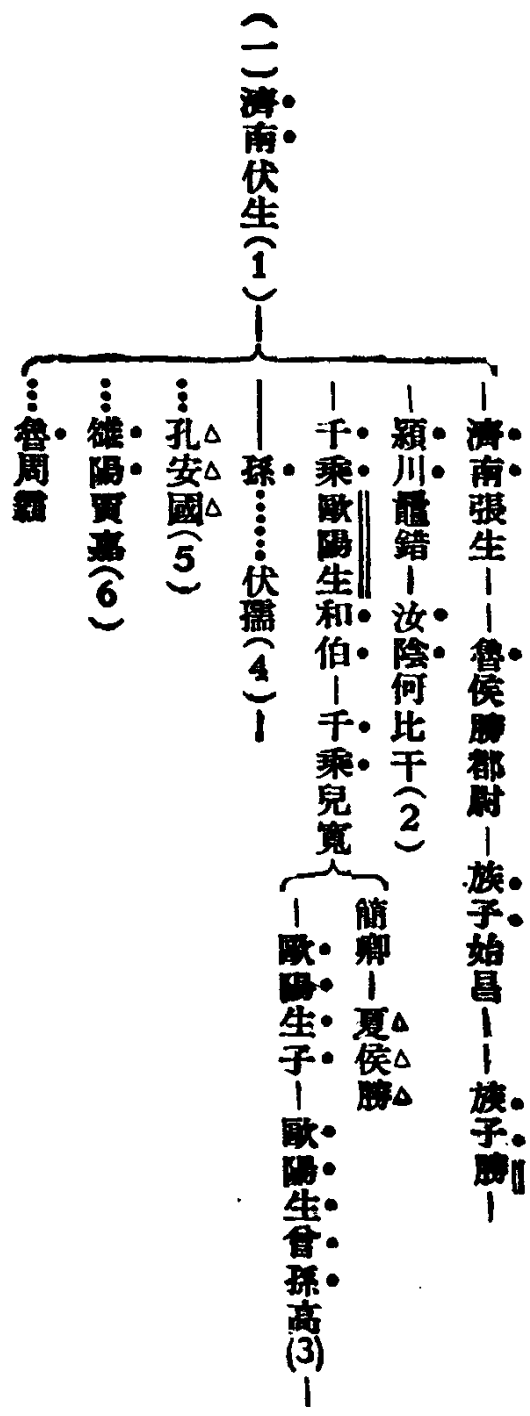 (一)濟南伏生(1)—
—濟南張生——魯侯勝都尉—族子始昌——族子勝—
—潁川鼂錯—汝陰何比干(2)
—千乘歐陽生和伯—千乘兒寬
簡卿—夏侯勝
—歐陽生子—歐陽生曾孫高(3)—
——孫……伏孺(4)—
…孔安國(5)
…雒陽賈嘉(6)
…魯周霸